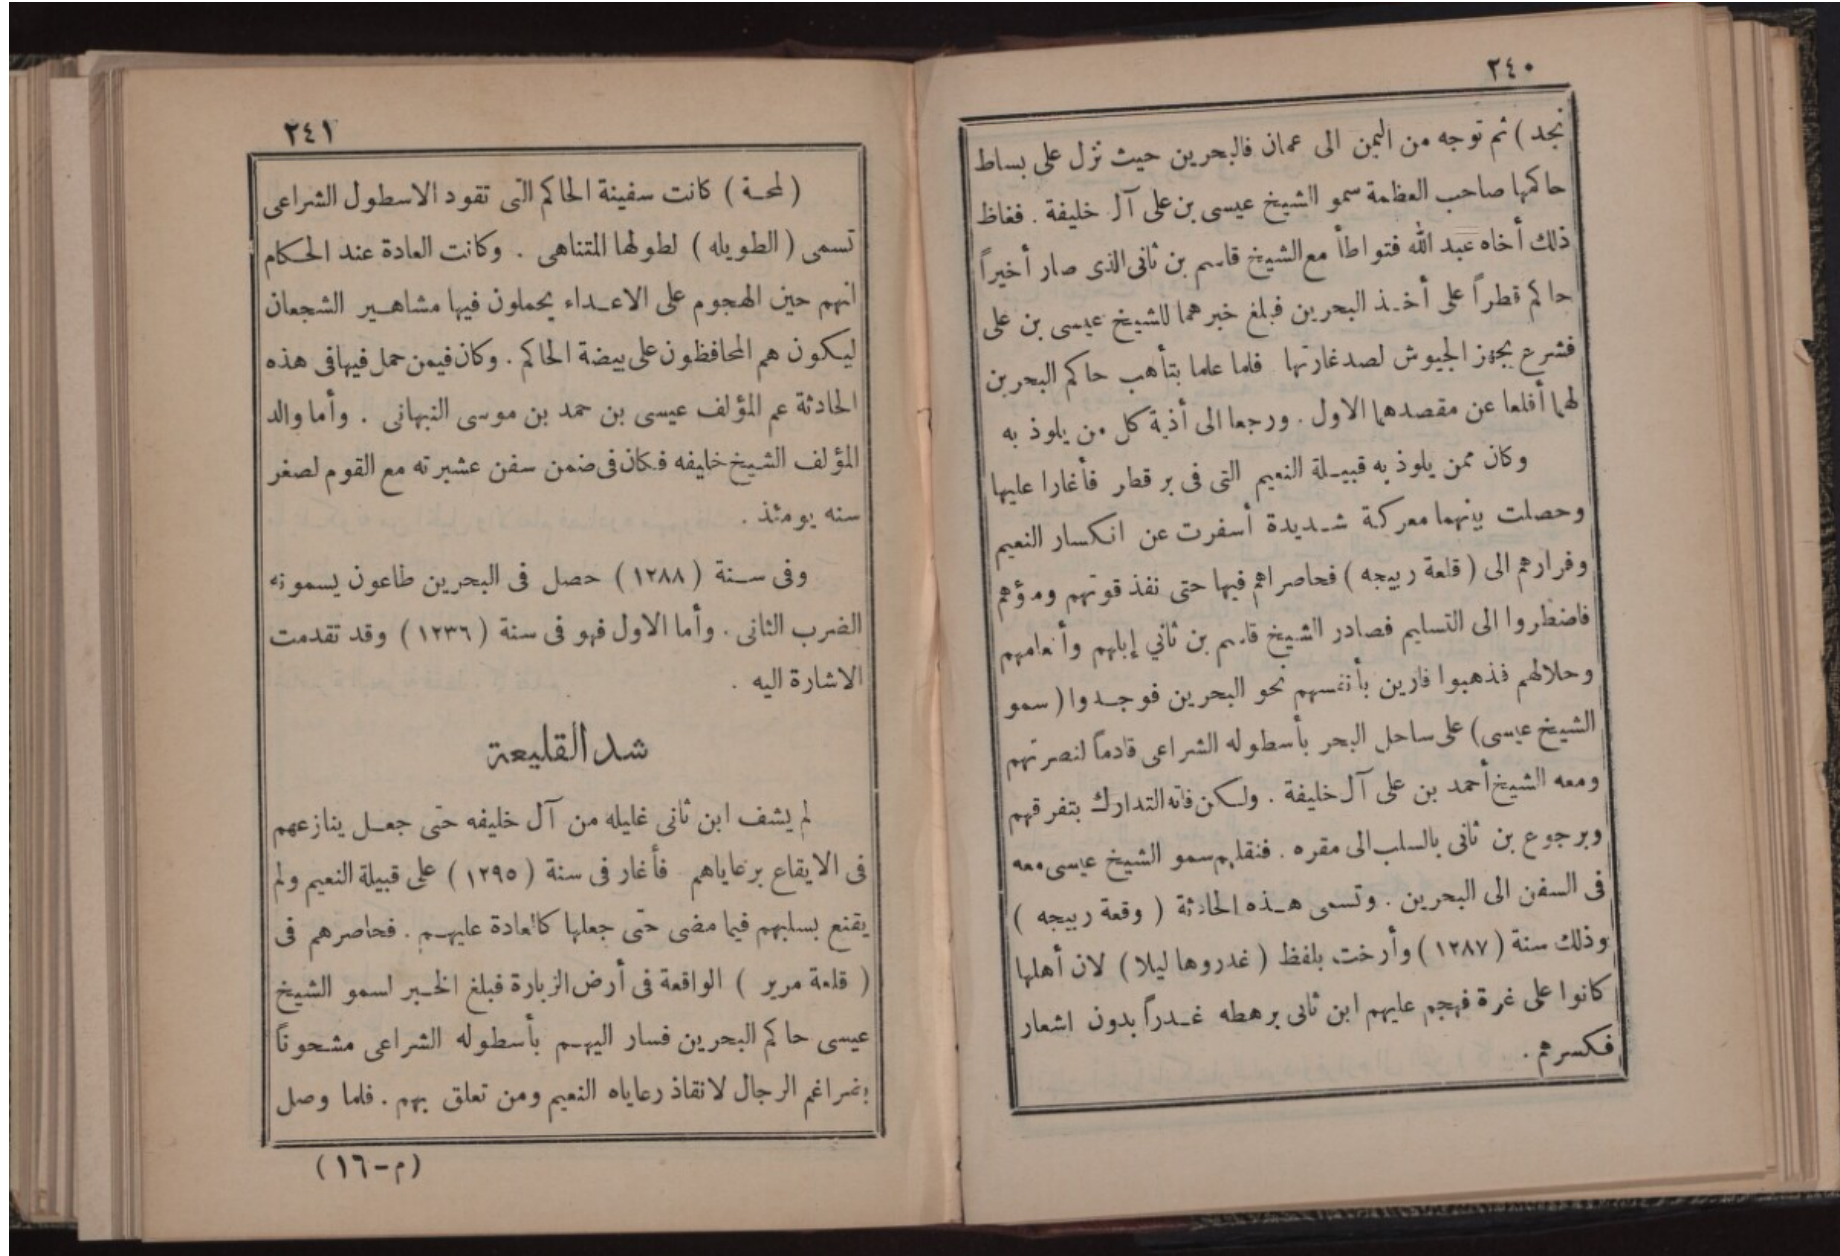 ٢٤٠
نجد ) ثم توجه من اليمن الى عمان فالبحرين حيث نزل على بساط
حاكمها صاحب العظمة سمو الشيخ عيسى بن على آل خليفة . فغاظ
ذلك أخاه عبد الله فتواطأ مع الشيخ قاسم بن ثانى الذى صار أخيراً
حاكم قطراً على أخذ البحرين فبلغ خبرهما للشيخ عيسى بن على
فشرع يجهز الجيوش لصد غارتها فلما علما بتأهب حاكم البحرين
لهما أقلعا عن مقصدهما الاول . ورجعا الى أذية كل من يلوذ به
وكان ممن يلوذ به قبيلة النعيم التى فى بر قطار فأغارا عليها
وحصلت بينهما معركة شديدة أسفرت عن انكسار النعيم
وفرارهم الى ( قلعة ربيجه ) فحاصراهم فيها حتى نفذ قوتهم ومؤهم
فاضطروا الى التسليم فصادر الشيخ قاسم بن ثاني إبلهم وأنعامهم
وحلالهم فذهبوا فارين بأنفسهم نحو البحرين فوجدوا ( سمو
الشيخ عيسى ) على ساحل البحر بأسطوله الشراعى قادماً لنصرتهم
ومعه الشيخ أحمد بن على آل خليفة . ولكن فاته التدارك بتفرقهم
وبرجوع بن ثانى بالسلب الى مقره . فنقلهم سمو الشيخ عيسى معه
فى السفن الى البحرين . وتسمى هذه الحادثة ( وقعة ربيجه )
وذلك سنة ( ١٢٨٧ ) وأرخت بلفظ ( غدروها ليلا ) لان أهلها
كانوا على غرة فهجم عليهم ابن ثانى برهطه غدراً بدون اشعار
فكسرهم .
٢٤١
( لمحة ) كانت سفينة الحاكم التى تقود الاسطول الشراعى
تسمى ( الطويله ) لطولها المتناهى . وكانت العادة عند الحكام
انهم حين الهجوم على الاعداء يحملون فيها مشاهير الشجعان
ليكون هم المحافظون على بيضة الحاكم . وكان فيمن حمل فيها فى هذه
الحادثة عم المؤلف عيسى بن حمد بن موسى النبهانى . وأما والد
المؤلف الشيخ خليفه فكان فى ضمن سفن عشيرته مع القوم لصغر
سنه يومئذ .
وفى سنة ( ١٢٨٨ ) حصل فى البحرين طاعون يسمونه
الضرب الثانى . وأما الاول فهو فى سنة ( ١٢٣٦ ) وقد تقدمت
الاشارة اليه .
شد القليعة
لم يشف ابن ثانى غليله من آل خليفه حتى جعل ينازعهم
فى الايقاع برعاياهم فأغار فى سنة ( ١٢٩٥ ) على قبيلة النعيم ولم
يقنع بسلبهم فيما مضى حتى جعلها كالعادة عليهم . فحاصرهم فى
( قلعة مرير ) الواقعة فى أرض الزبارة فبلغ الخبر لسمو الشيخ
عيسى حاكم البحرين فسار اليهم بأسطوله الشراعى مشحوناً
بضراغم الرجال لانقاذ رعاياه النعيم ومن تعلق بهم . فلما وصل
( م - ١٦ )